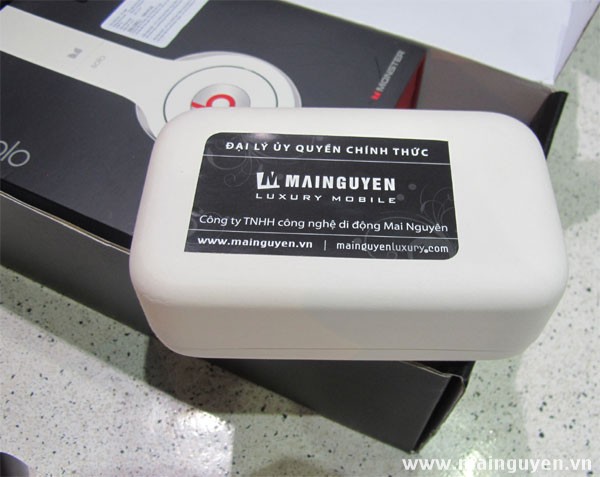 solo
MONSTER
ĐẠI LÝ ỦY QUYỀN CHÍNH THỨC
MAINGUYEN
LUXURY MOBILE
Công ty TNHH công nghệ di động Mai Nguyên
www.mainguyen.vn | mainguyenluxury.com
www.mainguyen.vn